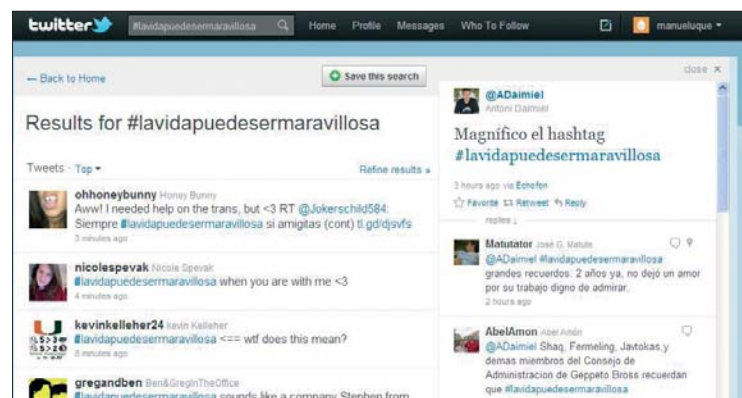 twitter
#lavidapuedesermaravillosa
Home Profile Messages Who To Follow
manueluque
← Back to Home
Save this search
Results for #lavidapuedesermaravillosa
Tweets · Top
Refine results »
ohhoneybunny Honey Bunny
Aww! I needed help on the trans, but <3 RT @Jokerschild584:
Siempre #lavidapuedesermaravillosa si amigitas (cont) tl.gd/djsvfs
3 minutes ago
nicolespevak Nicole Spevak
#lavidapuedesermaravillosa when you are with me <3
4 minutes ago
kevinkelleher24 Kevin Kelleher
#lavidapuedesermaravillosa <== wtf does this mean?
5 minutes ago
gregandben Ben&GregInTheOffice
#lavidapuedesermaravillosa sounds like a company Stephen from
close ×
@ADaimiel
Antoni Daimiel
Magnífico el hashtag
#lavidapuedesermaravillosa
3 hours ago via Echofon
Favorite Retweet Reply
replies ↓
Matutator José G. Matute
@ADaimiel #lavidapuedesermaravillosa
grandes recuerdos. 2 años ya, no dejó un amor
por su trabajo digno de admirar.
2 hours ago
AbelAmon Abel Amón
@ADaimiel Shaq, Fermeling, Javtokas,y
demas miembros del Consejo de
Administracion de Geppeto Bross recuerdan
que #lavidapuedesermaravillosa